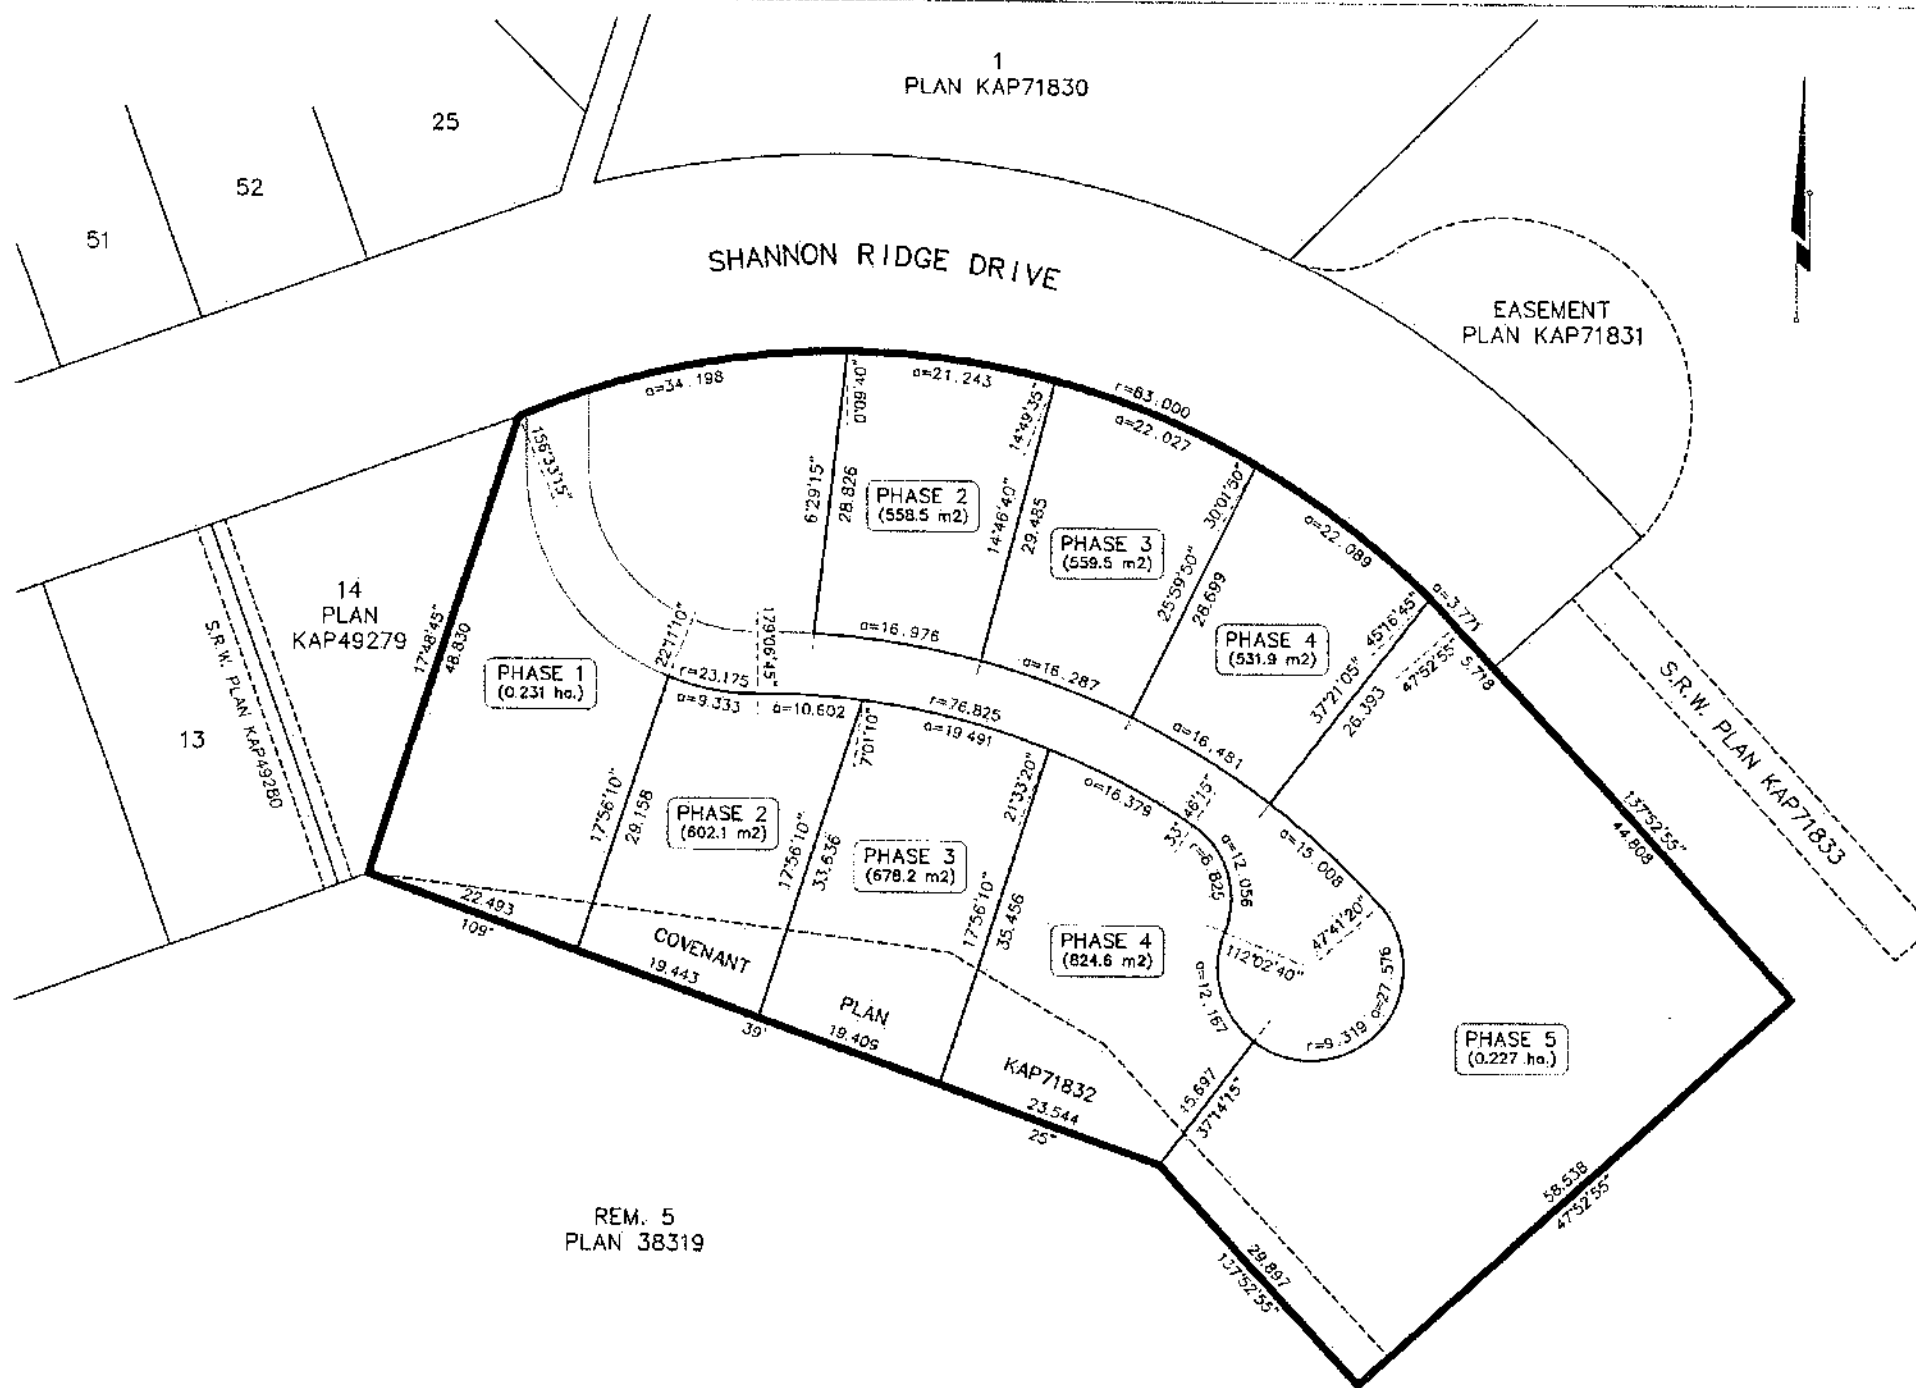 1
PLAN KAP71830
25
52
51
SHANNON RIDGE DRIVE
EASEMENT
PLAN KAP71831
a=34.198
0°09'40"
a=21.243
14°49'35"
r=83.000
a=22.027
30°01'50"
a=22.089
a=3.771
45°16'45"
47°52'55"
5.718
156°33'15"
6°29'15"
28.826
PHASE 2
(558.5 m2)
14°46'40"
29.485
PHASE 3
(559.5 m2)
25°59'50"
28.699
PHASE 4
(531.9 m2)
37°21'05"
26.393
14
PLAN
KAP49279
S.R.W. PLAN KAP49280
13
17°48'45"
48.830
PHASE 1
(0.231 ha.)
22°11'10"
179°06'45"
r=23.175
a=9.333
a=10.602
a=16.976
a=16.287
a=16.481
r=76.825
a=19.491
7°01'10"
21°33'20"
a=16.379
33°46'15"
r=6.825
a=12.056
a=15.008
17°56'10"
29.158
PHASE 2
(602.1 m2)
17°56'10"
33.636
PHASE 3
(678.2 m2)
17°56'10"
35.456
PHASE 4
(824.6 m2)
112°02'40"
47°41'20"
a=12.167
r=9.319
a=27.576
PHASE 5
(0.227 ha.)
S.R.W. PLAN KAP71833
137°52'55"
44.808
22.493
109°
COVENANT
19.443
PLAN
39'
19.409
KAP71832
23.544
25"
15.697
37°14'15"
29.897
137°52'55"
58.538
47°52'55"
REM. 5
PLAN 38319